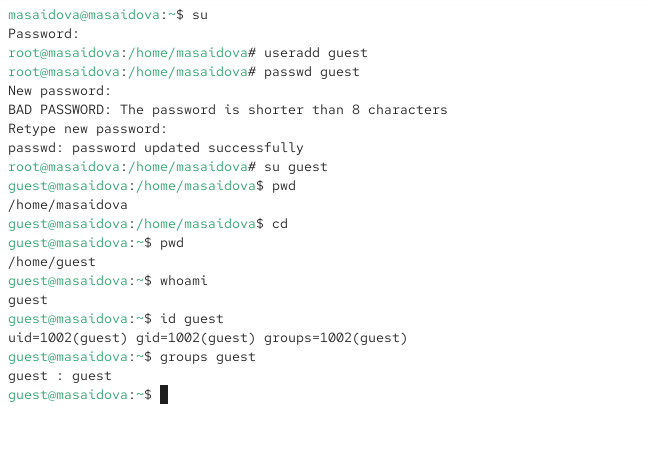 masaidova@masaidova:~$ su
Password:
root@masaidova:/home/masaidova# useradd guest
root@masaidova:/home/masaidova# passwd guest
New password:
BAD PASSWORD: The password is shorter than 8 characters
Retype new password:
passwd: password updated successfully
root@masaidova:/home/masaidova# su guest
guest@masaidova:/home/masaidova$ pwd
/home/masaidova
guest@masaidova:/home/masaidova$ cd
guest@masaidova:~$ pwd
/home/guest
guest@masaidova:~$ whoami
guest
guest@masaidova:~$ id guest
uid=1002(guest) gid=1002(guest) groups=1002(guest)
guest@masaidova:~$ groups guest
guest : guest
guest@masaidova:~$